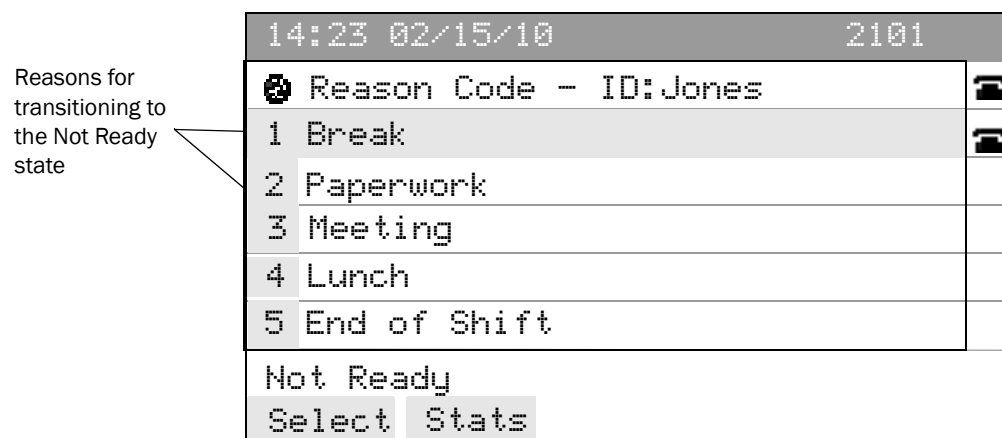 14:23 02/15/10 2101
Reasons for
transitioning to
the Not Ready
state
Reason Code - ID:Jones
1 Break
2 Paperwork
3 Meeting
4 Lunch
5 End of Shift
Not Ready
Select Stats